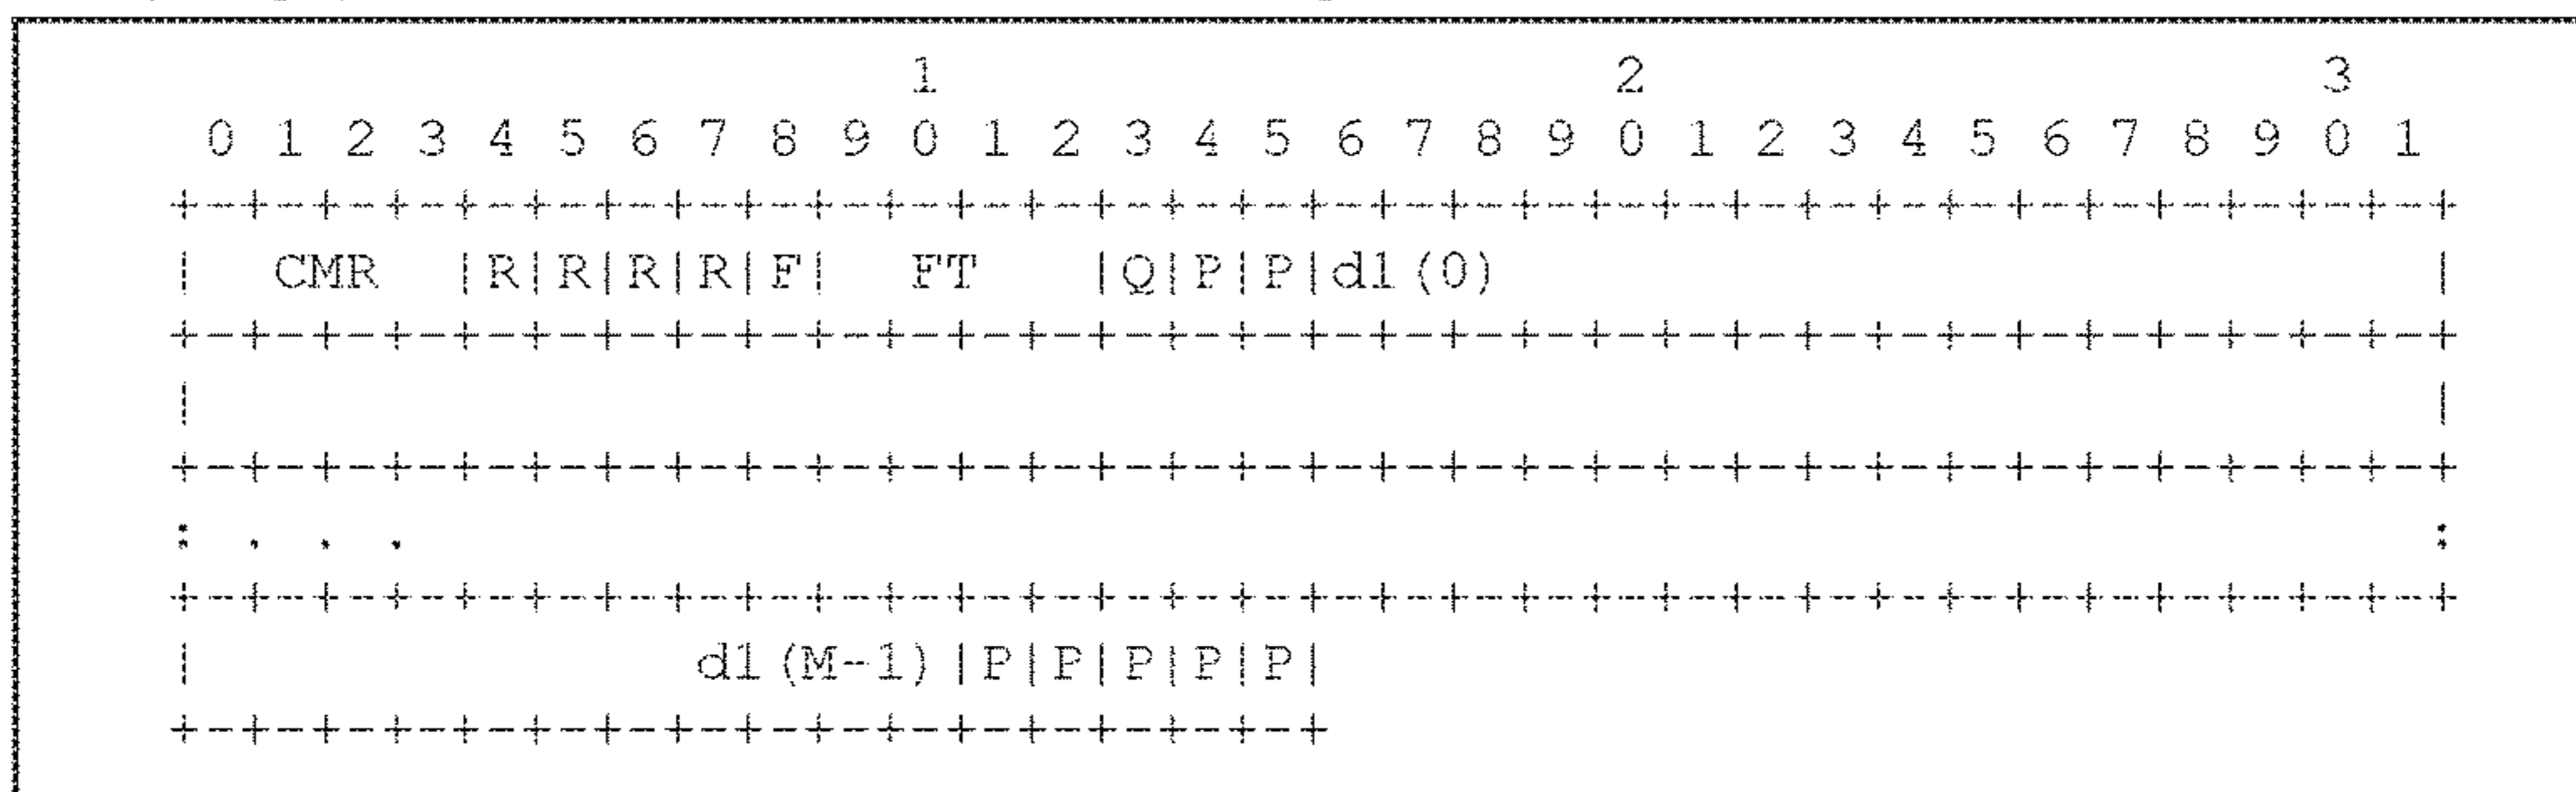 1                   2                   3
 0 1 2 3 4 5 6 7 8 9 0 1 2 3 4 5 6 7 8 9 0 1 2 3 4 5 6 7 8 9 0 1
+-+-+-+-+-+-+-+-+-+-+-+-+-+-+-+-+-+-+-+-+-+-+-+-+-+-+-+-+-+-+-+-+
|  CMR  |R|R|R|R|F|  FT   |Q|P|P|d1(0)                          |
+-+-+-+-+-+-+-+-+-+-+-+-+-+-+-+-+-+-+-+-+-+-+-+-+-+-+-+-+-+-+-+-+
|                                                               |
+-+-+-+-+-+-+-+-+-+-+-+-+-+-+-+-+-+-+-+-+-+-+-+-+-+-+-+-+-+-+-+-+
: . . .                                                         :
+-+-+-+-+-+-+-+-+-+-+-+-+-+-+-+-+-+-+-+-+-+-+-+-+-+-+-+-+-+-+-+-+
|              d1(M-1)|P|P|P|P|P|
+-+-+-+-+-+-+-+-+-+-+-+-+-+-+-+-+